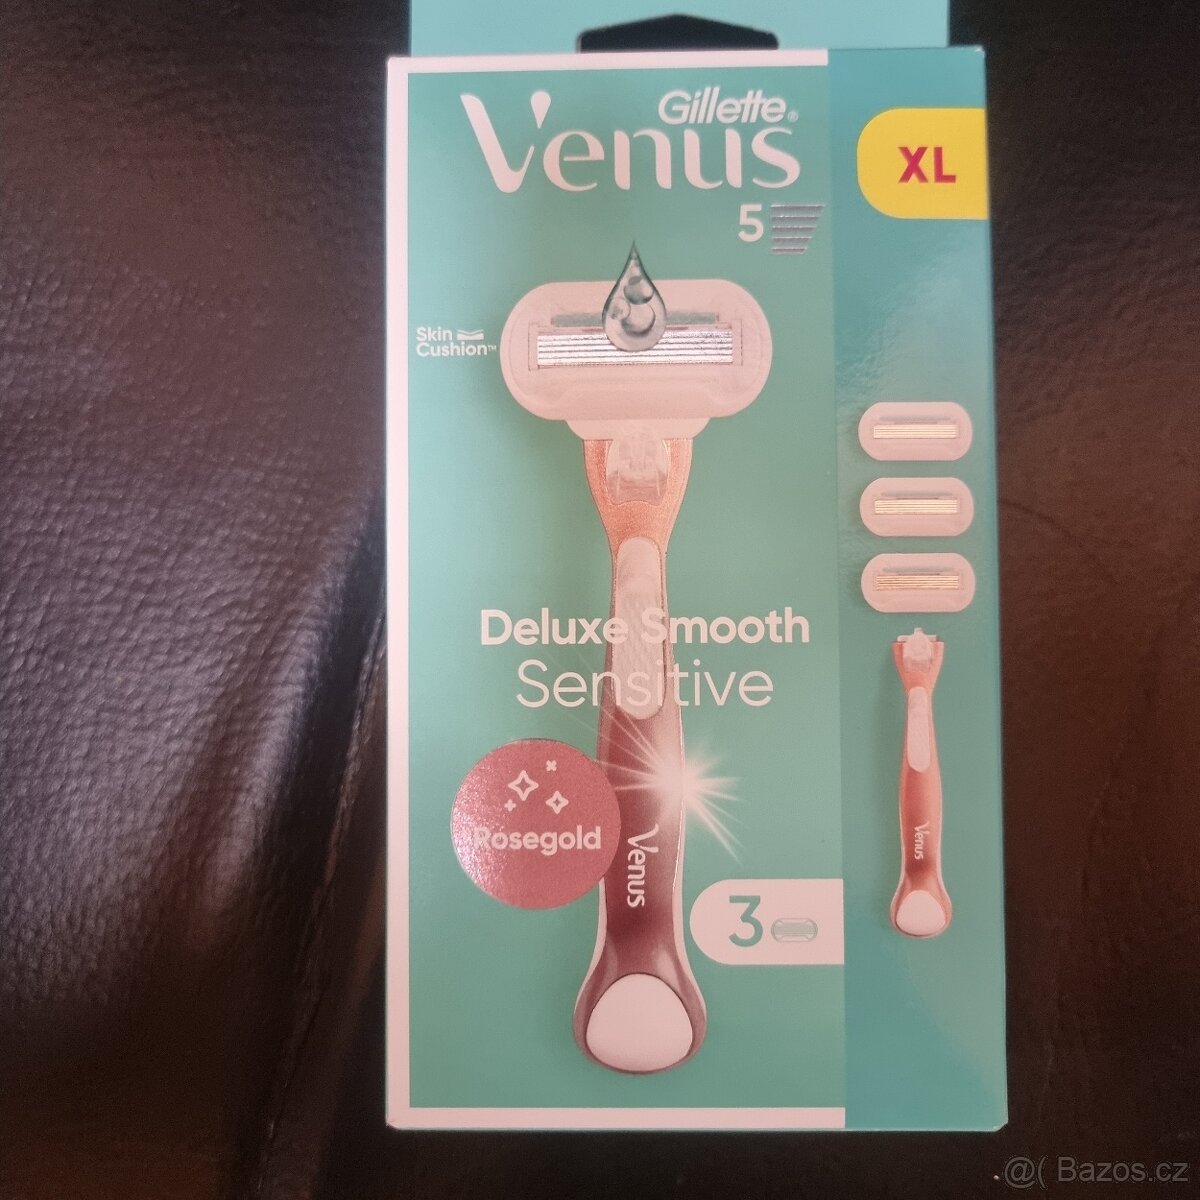 Gillette®
Venus
XL
5
Skin
Cushion™
Deluxe Smooth
Sensitive
Rosegold
Venus
Venus
3
@( Bazos.cz